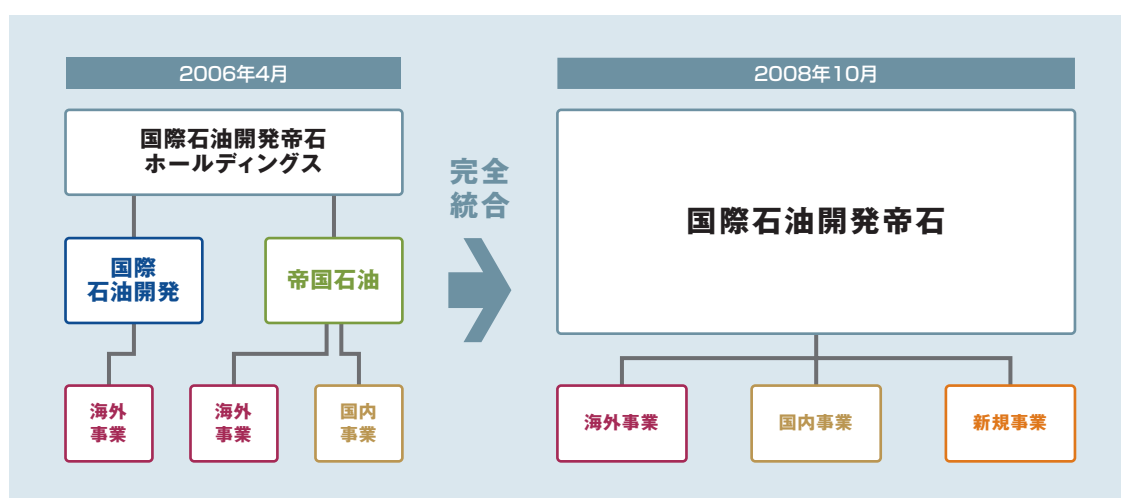 2006年4月
国際石油開発帝石
ホールディングス
国際
石油開発
帝国石油
海外
事業
海外
事業
国内
事業
完全
統合
2008年10月
国際石油開発帝石
海外事業
国内事業
新規事業